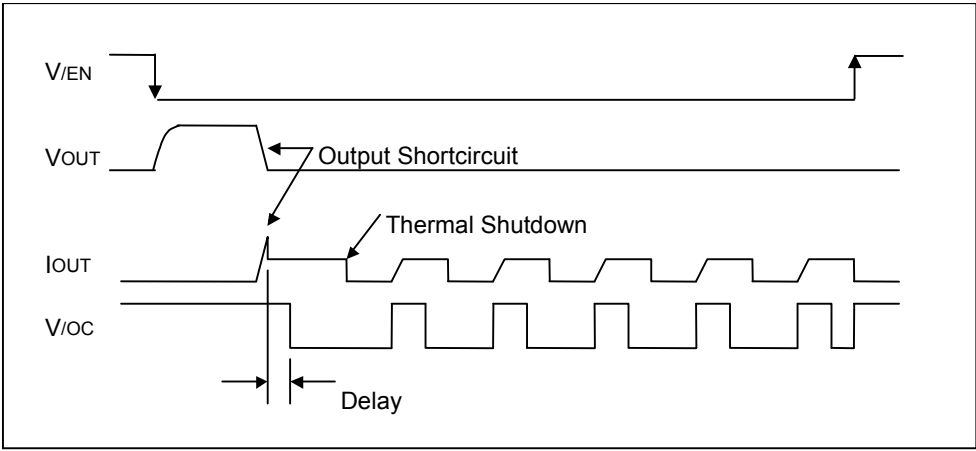 V/EN
VOUT
Output Shortcircuit
Thermal Shutdown
IOUT
V/OC
Delay